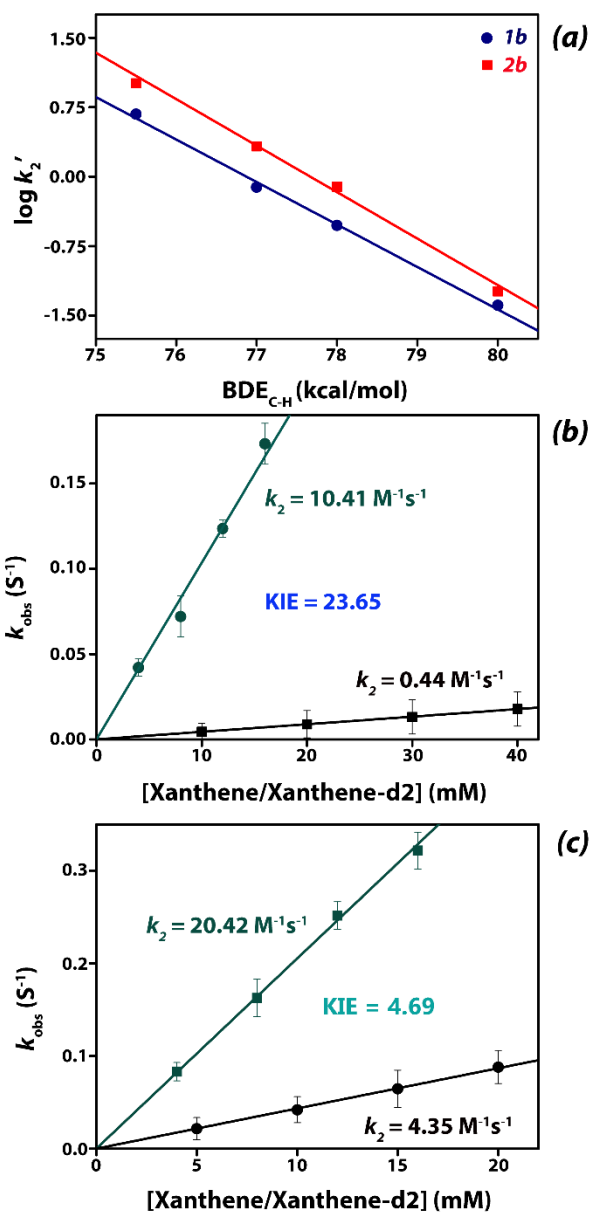 (a)
1b
2b
1.50
0.75
0.00
-0.75
-1.50
log k₂'
75 76 77 78 79 80
BDE_C-H (kcal/mol)
(b)
0.15
0.10
0.05
0.00
k_obs (S⁻¹)
k₂ = 10.41 M⁻¹s⁻¹
KIE = 23.65
k₂ = 0.44 M⁻¹s⁻¹
0 10 20 30 40
[Xanthene/Xanthene-d2] (mM)
(c)
0.3
0.2
0.1
0.0
k_obs (S⁻¹)
k₂ = 20.42 M⁻¹s⁻¹
KIE = 4.69
k₂ = 4.35 M⁻¹s⁻¹
0 5 10 15 20
[Xanthene/Xanthene-d2] (mM)